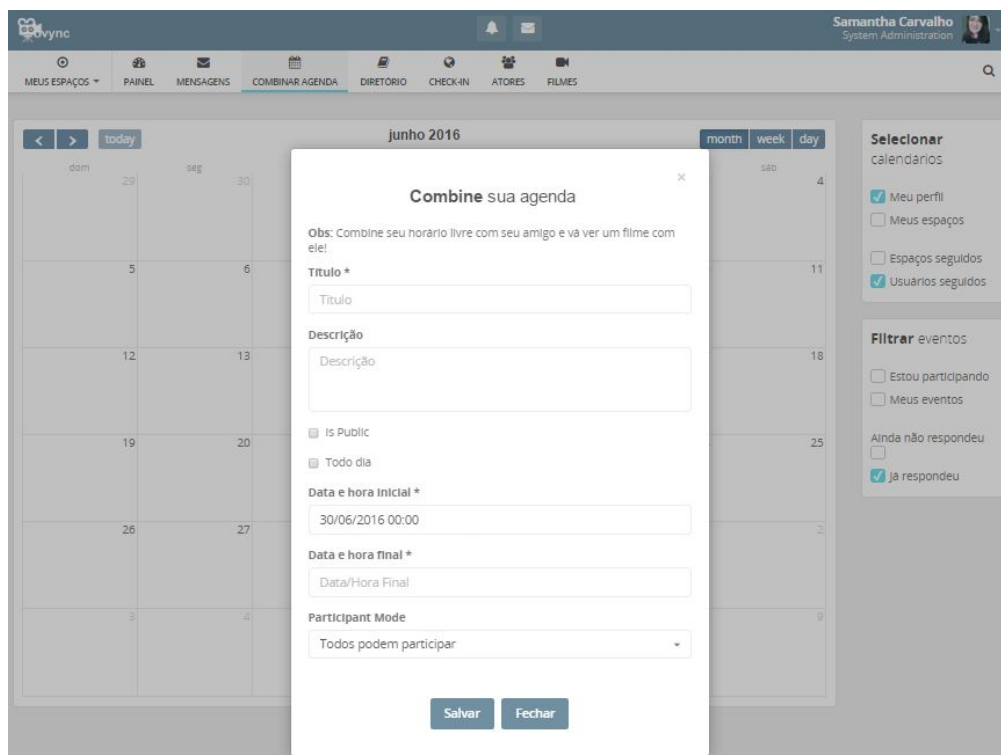 ovync
Samantha Carvalho
System Administration
MEUS ESPAÇOS
PAINEL
MENSAGENS
COMBINAR AGENDA
DIRETÓRIO
CHECK-IN
ATORES
FILMES
today
junho 2016
month week day
dom seg sáb
29 30 4
5 6 11
12 13 18
19 20 25
26 27 2
3 4 9
×
Combine sua agenda
Obs: Combine seu horário livre com seu amigo e vá ver um filme com
ele!
Título *
Título
Descrição
Descrição
Is Public
Todo dia
Data e hora inicial *
30/06/2016 00:00
Data e hora final *
Data/Hora Final
Participant Mode
Todos podem participar
Salvar Fechar
Selecionar
calendários
Meu perfil
Meus espaços
Espaços seguidos
Usuários seguidos
Filtrar eventos
Estou participando
Meus eventos
Ainda não respondeu
Já respondeu